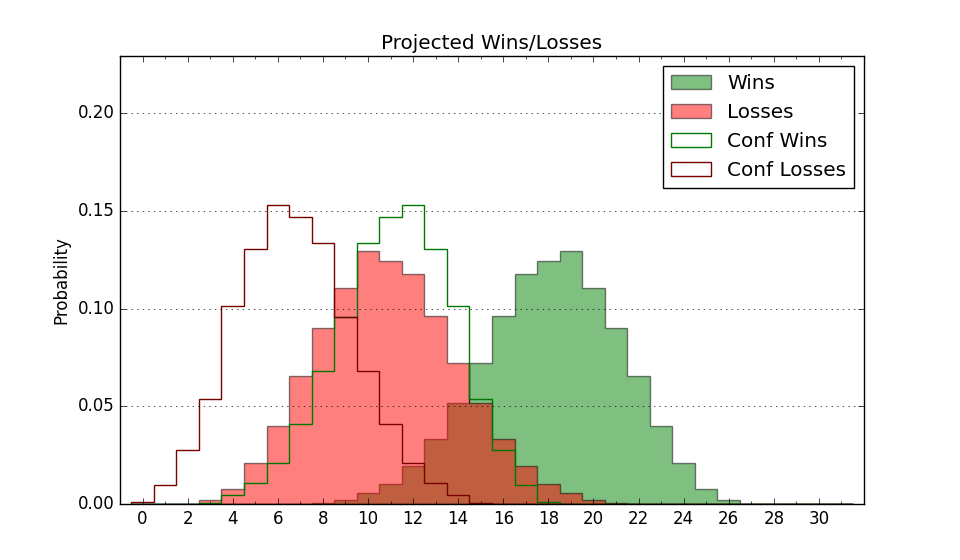 Projected Wins/Losses
Probability
0.20
0.15
0.10
0.05
0.00
0 2 4 6 8 10 12 14 16 18 20 22 24 26 28 30
Wins
Losses
Conf Wins
Conf Losses